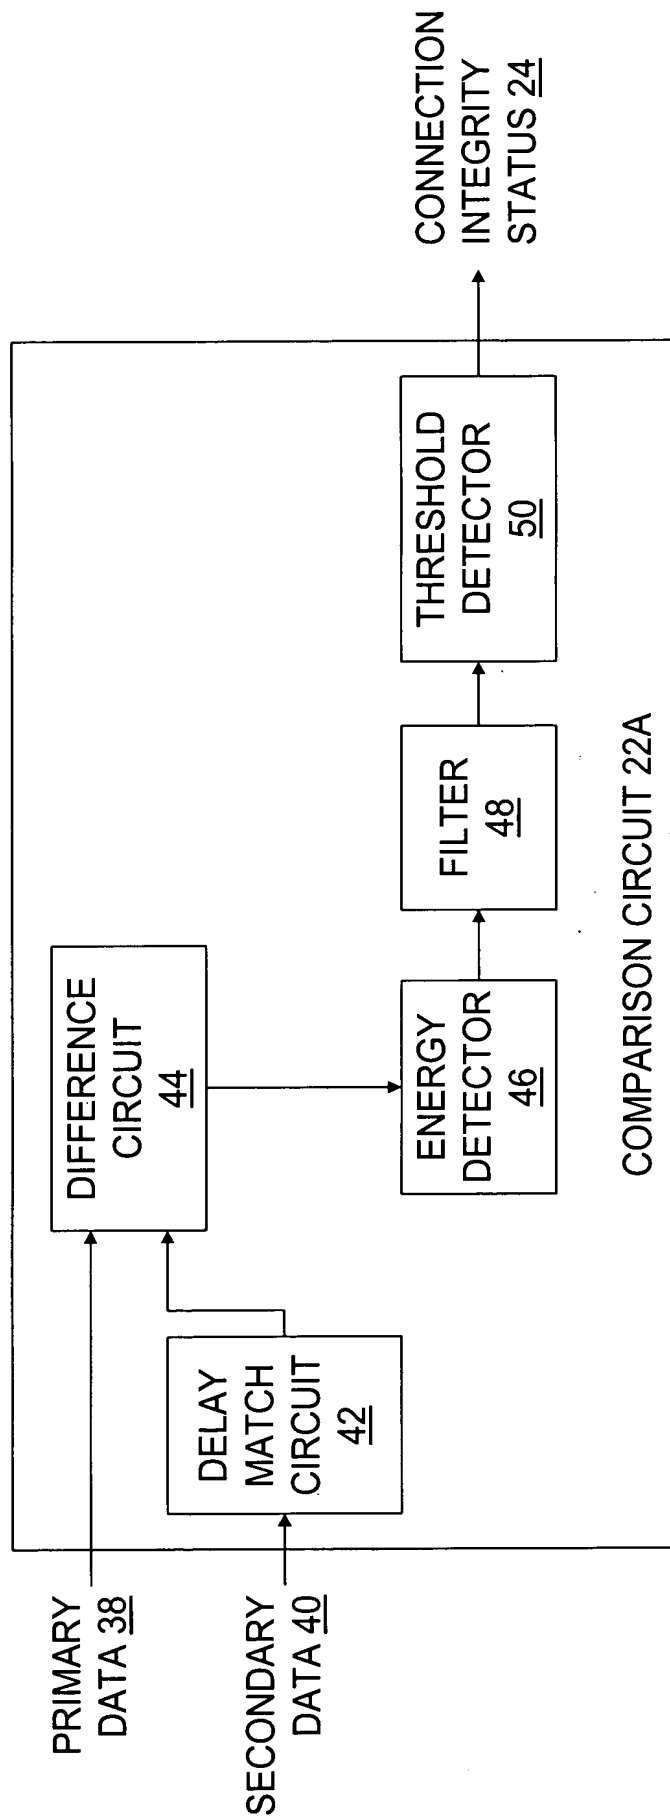 PRIMARY
DATA 38
SECONDARY
DATA 40
DELAY
MATCH
CIRCUIT
42
DIFFERENCE
CIRCUIT
44
ENERGY
DETECTOR
46
FILTER
48
THRESHOLD
DETECTOR
50
CONNECTION
INTEGRITY
STATUS 24
COMPARISON CIRCUIT 22A